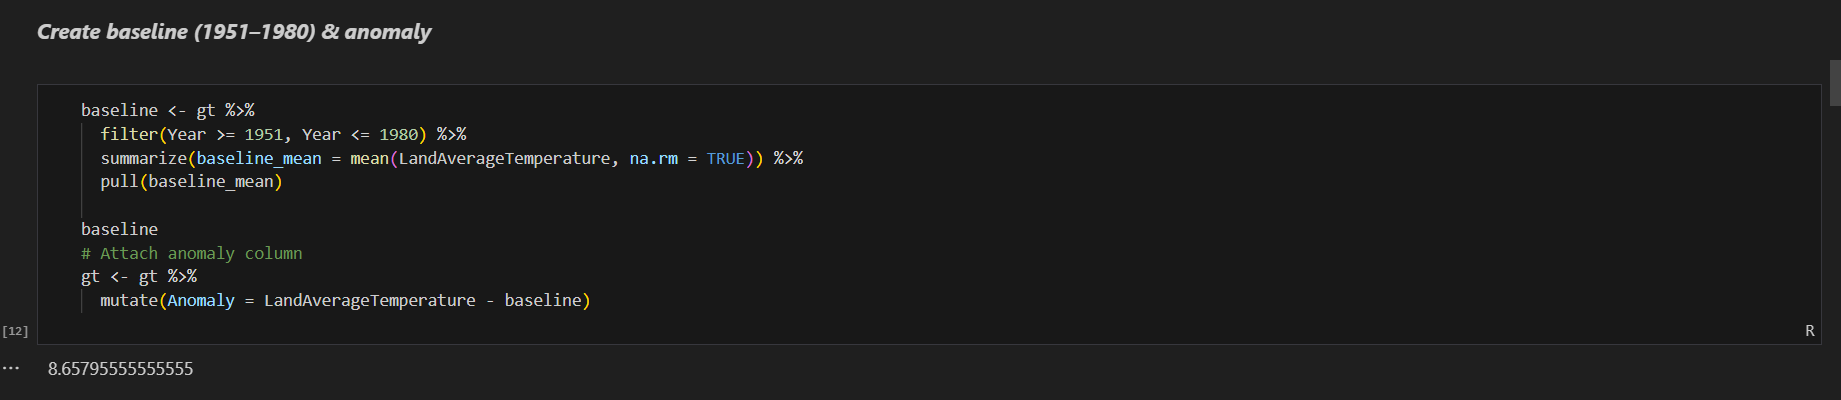 Create baseline (1951–1980) & anomaly
baseline <- gt %>%
filter(Year >= 1951, Year <= 1980) %>%
summarize(baseline_mean = mean(LandAverageTemperature, na.rm = TRUE)) %>%
pull(baseline_mean)
baseline
# Attach anomaly column
gt <- gt %>%
mutate(Anomaly = LandAverageTemperature - baseline)
[12]
R
... 8.65795555555555